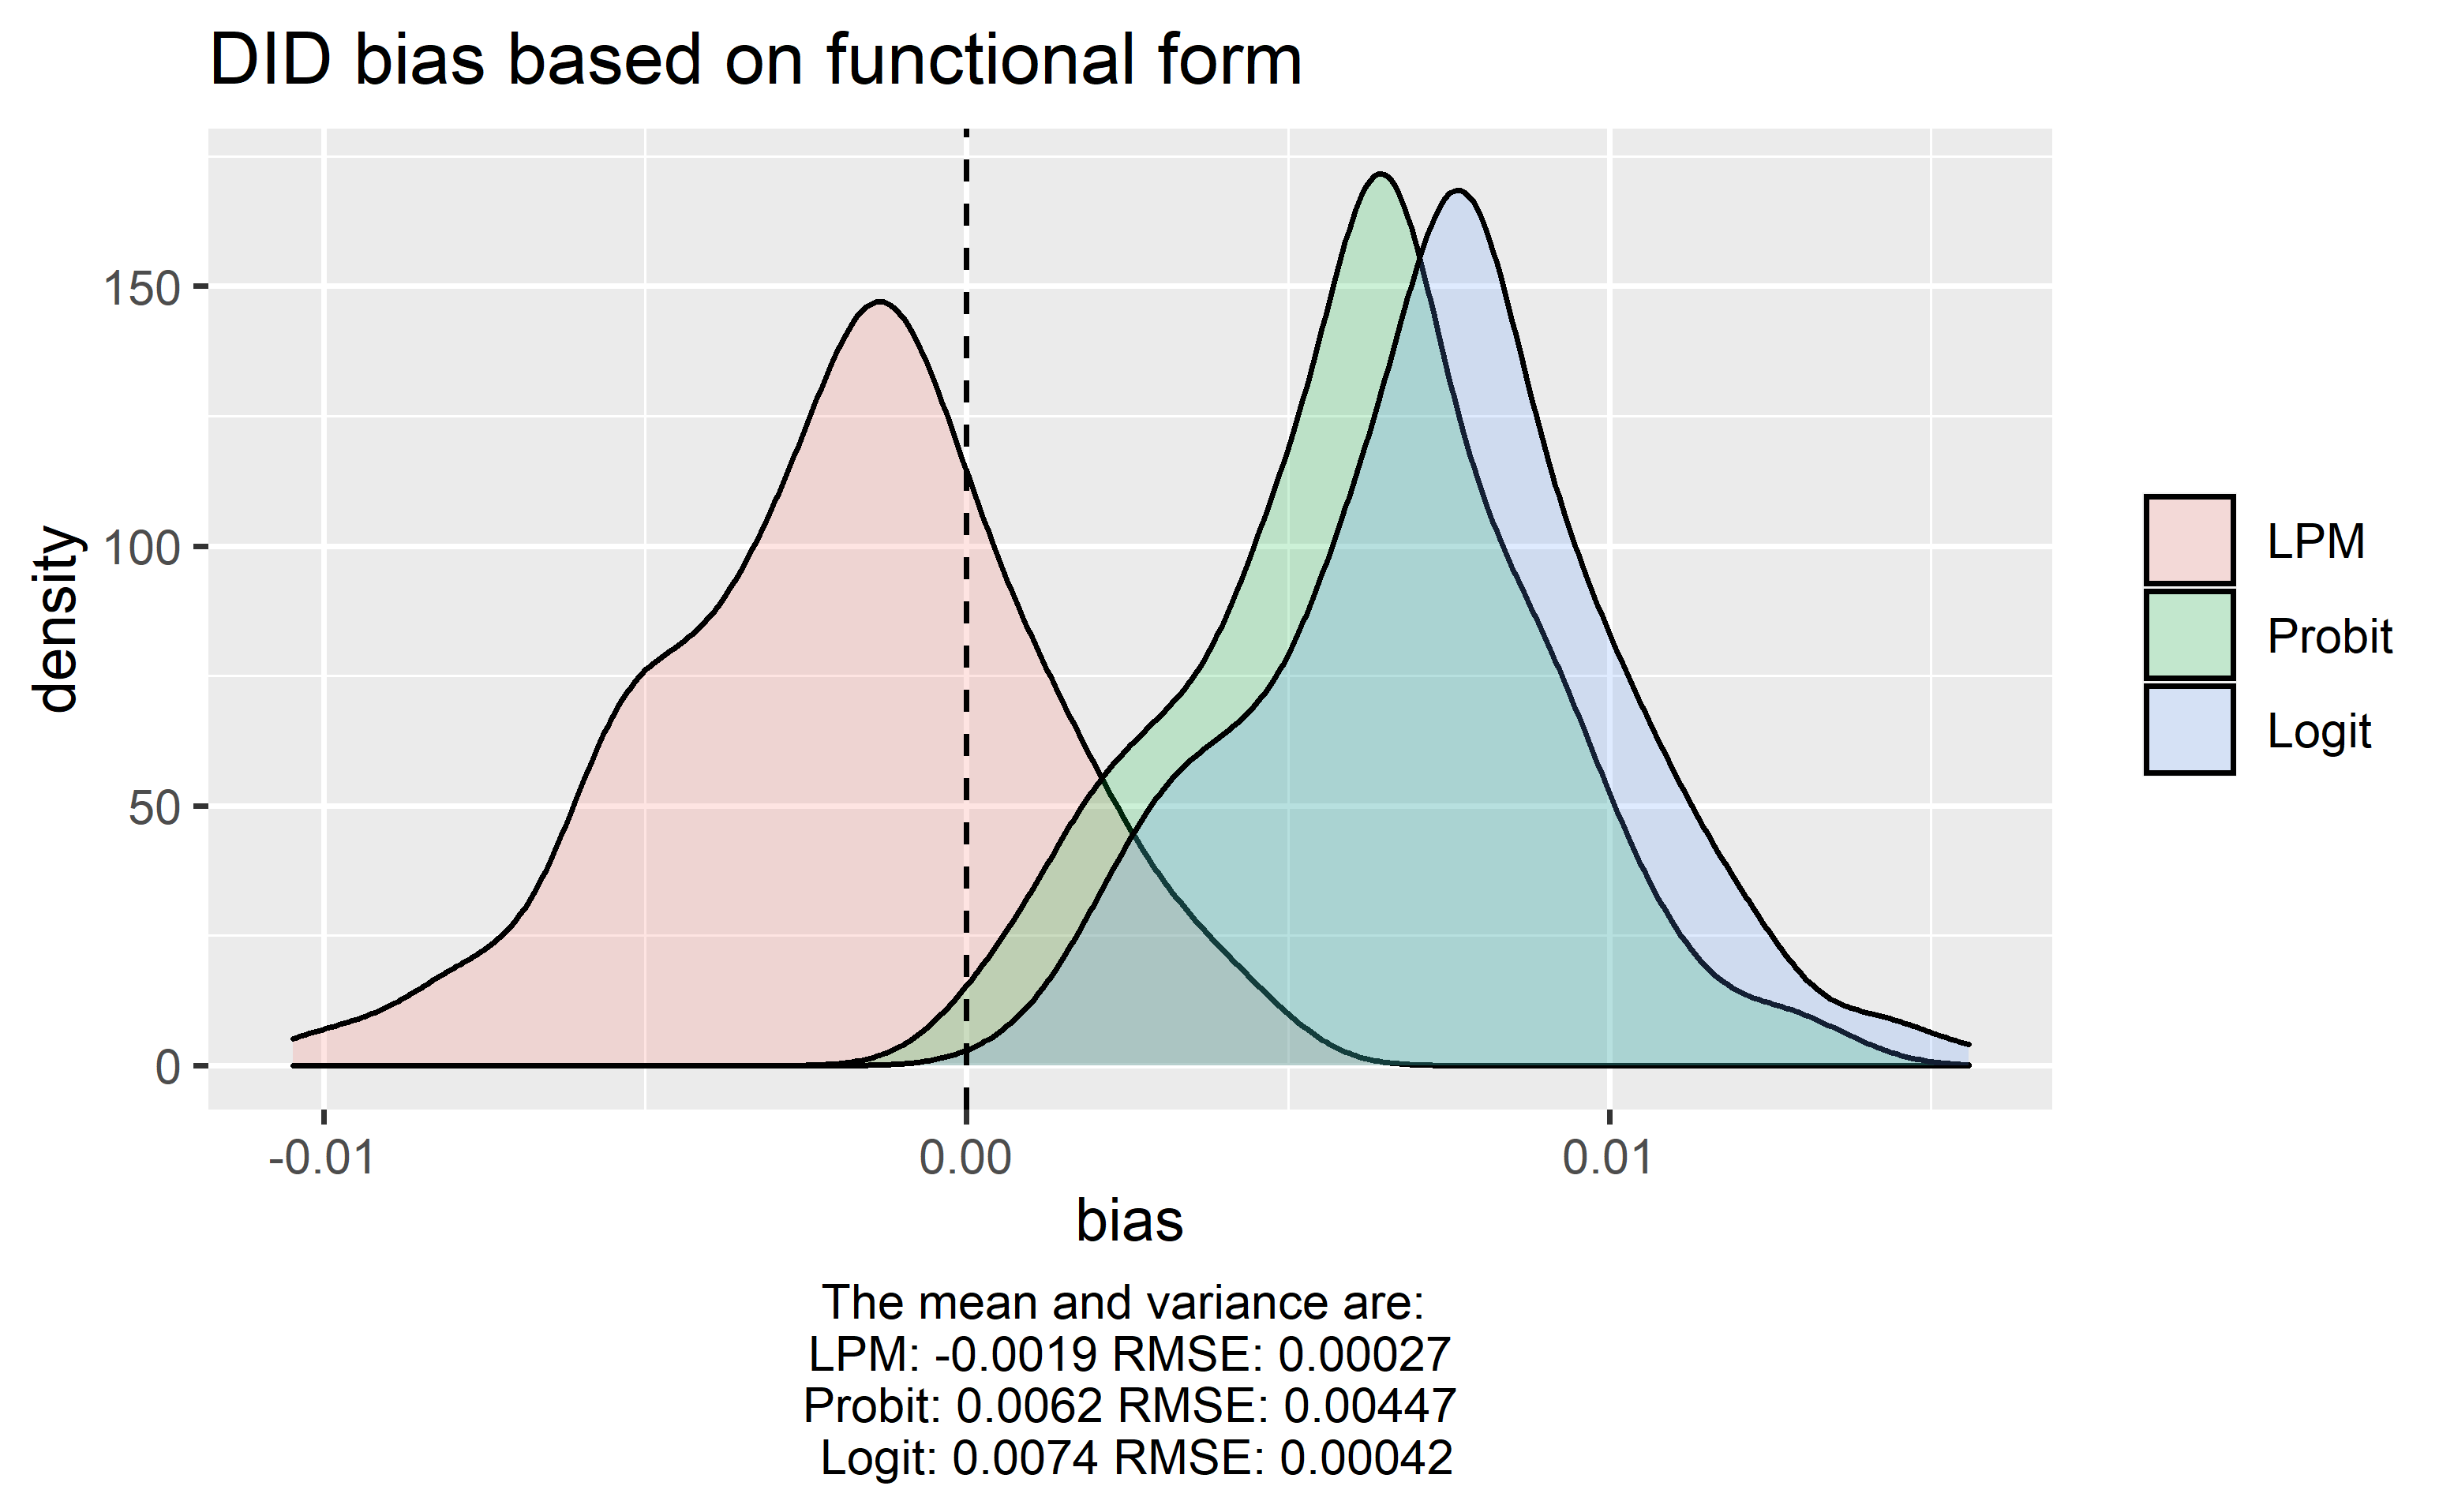 DID bias based on functional form
density
150
100
50
0
-0.01
0.00
0.01
bias
LPM
Probit
Logit
The mean and variance are:
LPM: -0.0019 RMSE: 0.00027
Probit: 0.0062 RMSE: 0.00447
Logit: 0.0074 RMSE: 0.00042